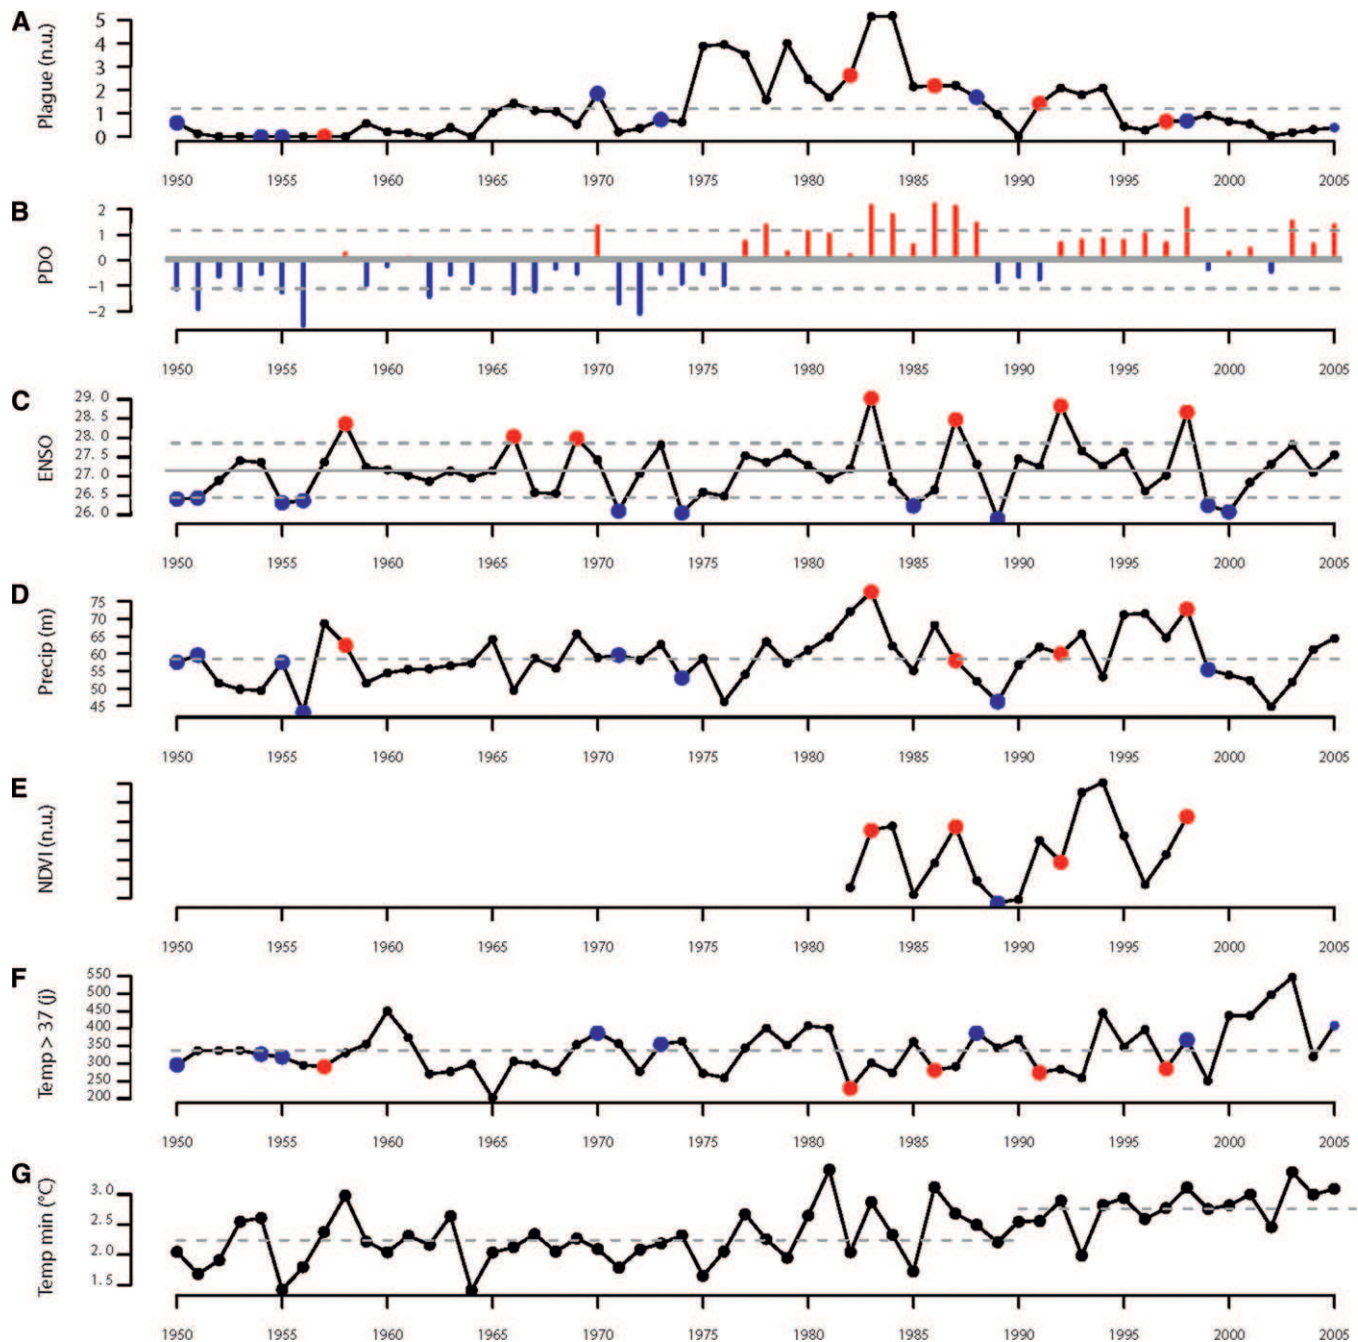 A
Plague (n.u.)
5
4
3
2
1
0
1950 1955 1960 1965 1970 1975 1980 1985 1990 1995 2000 2005
B
PDO
2
1
0
−1
−2
1950 1955 1960 1965 1970 1975 1980 1985 1990 1995 2000 2005
C
ENSO
29. 0
28. 5
28. 0
27. 5
27. 0
26. 5
26. 0
1950 1955 1960 1965 1970 1975 1980 1985 1990 1995 2000 2005
D
Precip (m)
75
70
65
60
55
50
45
1950 1955 1960 1965 1970 1975 1980 1985 1990 1995 2000 2005
E
NDVI (n.u.)
1950 1955 1960 1965 1970 1975 1980 1985 1990 1995 2000 2005
F
Temp > 37 (j)
550
500
450
400
350
300
250
200
1950 1955 1960 1965 1970 1975 1980 1985 1990 1995 2000 2005
G
Temp min (°C)
3. 0
2. 5
2. 0
1. 5
1950 1955 1960 1965 1970 1975 1980 1985 1990 1995 2000 2005